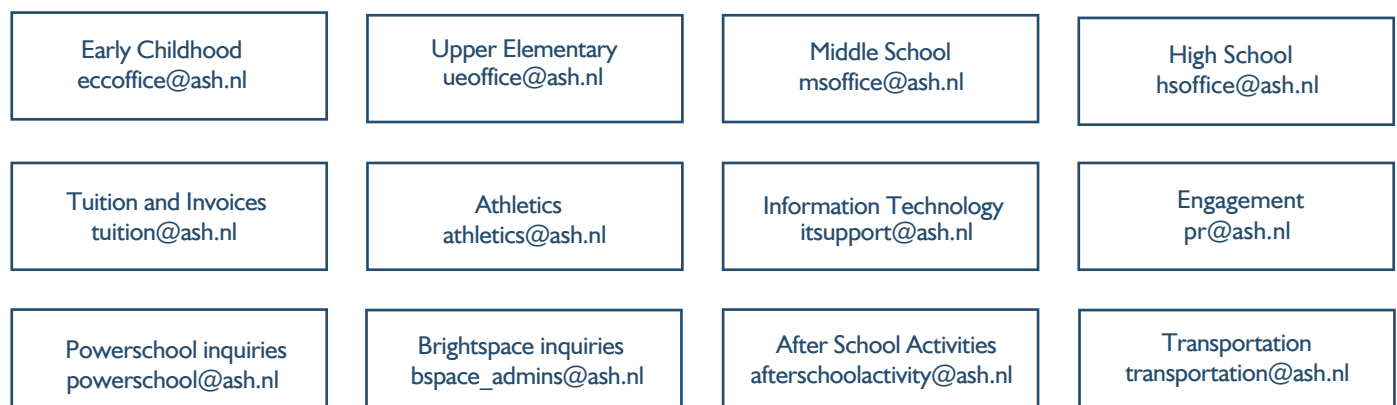 Early Childhood
eccoffice@ash.nl
Upper Elementary
ueoffice@ash.nl
Middle School
msoffice@ash.nl
High School
hsoffice@ash.nl
Tuition and Invoices
tuition@ash.nl
Athletics
athletics@ash.nl
Information Technology
itsupport@ash.nl
Engagement
pr@ash.nl
Powerschool inquiries
powerschool@ash.nl
Brightspace inquiries
bspace_admins@ash.nl
After School Activities
afterschoolactivity@ash.nl
Transportation
transportation@ash.nl